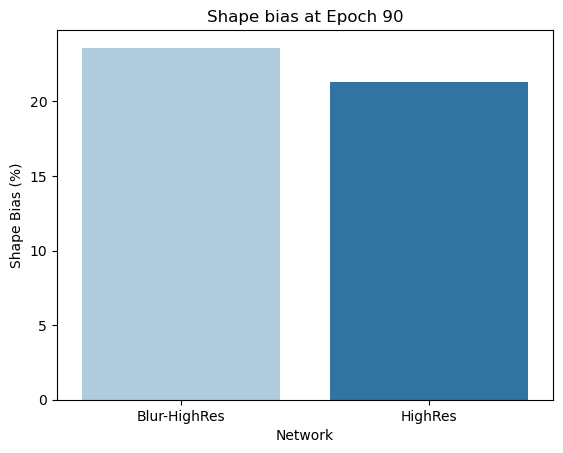 Shape bias at Epoch 90
Shape Bias (%)
20
15
10
5
0
Blur-HighRes
HighRes
Network